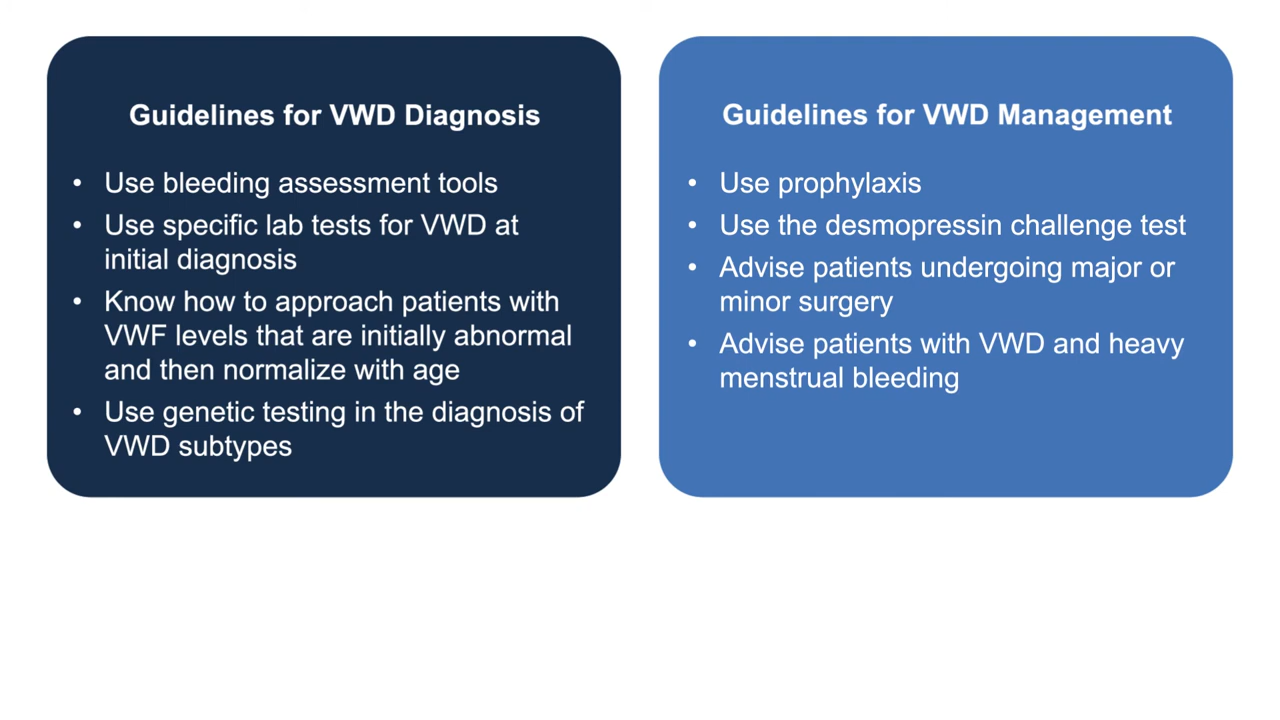 Guidelines for VWD Diagnosis
• Use bleeding assessment tools
• Use specific lab tests for VWD at
initial diagnosis
• Know how to approach patients with
VWF levels that are initially abnormal
and then normalize with age
• Use genetic testing in the diagnosis of
VWD subtypes
Guidelines for VWD Management
• Use prophylaxis
• Use the desmopressin challenge test
• Advise patients undergoing major or
minor surgery
• Advise patients with VWD and heavy
menstrual bleeding